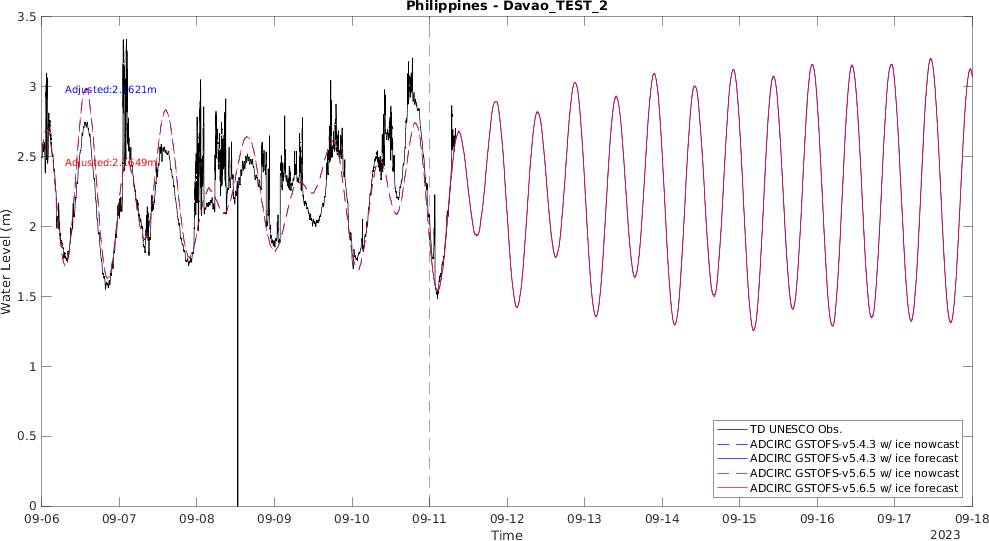 Philippines - Davao_TEST_2
3.5
3
2.5
2
1.5
1
0.5
0
Water Level (m)
TD UNESCO Obs.
ADCIRC GSTOFS-v5.4.3 w/ ice nowcast
ADCIRC GSTOFS-v5.4.3 w/ ice forecast
ADCIRC GSTOFS-v5.6.5 w/ ice nowcast
ADCIRC GSTOFS-v5.6.5 w/ ice forecast
09-06 09-07 09-08 09-09 09-10 09-11 09-12 09-13 09-14 09-15 09-16 09-17 09-18
Time
2023